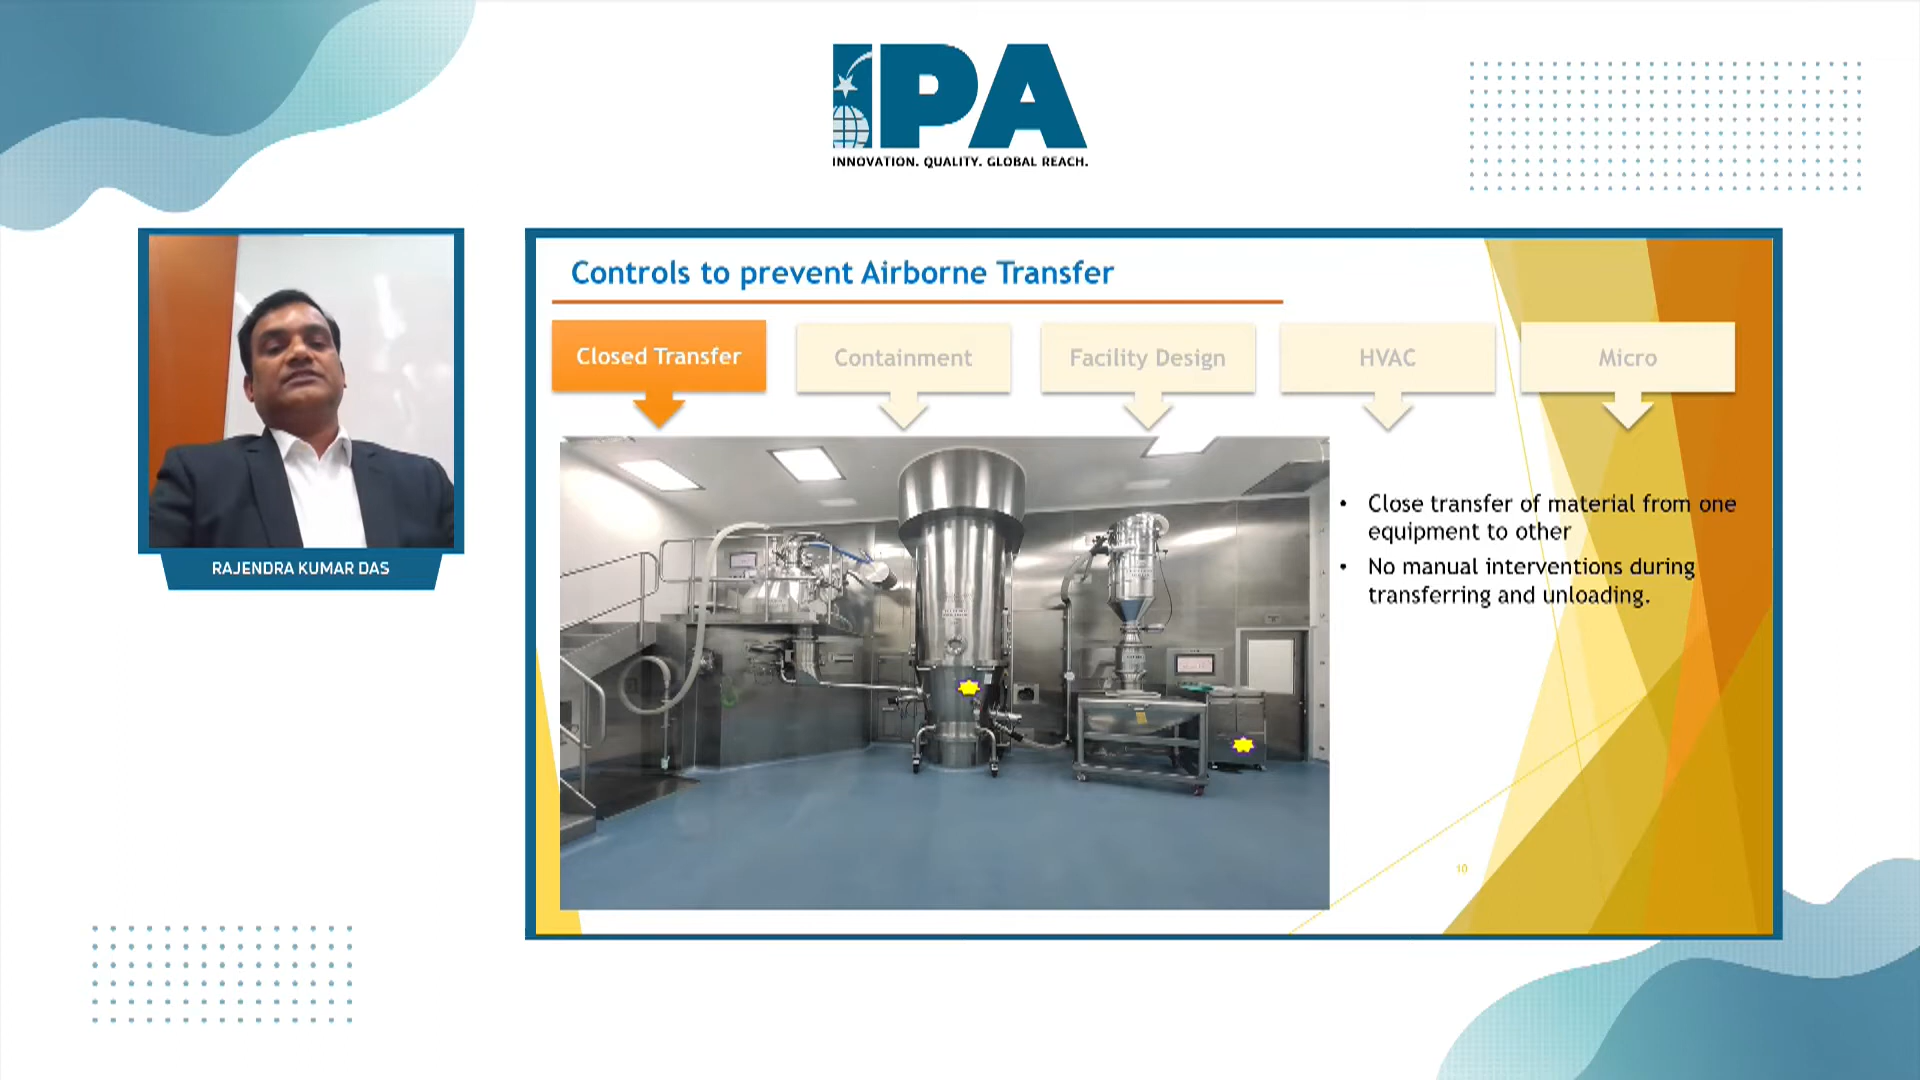 IPA
INNOVATION. QUALITY. GLOBAL REACH.
RAJENDRA KUMAR DAS
Controls to prevent Airborne Transfer
Closed Transfer
Containment
Facility Design
HVAC
Micro
• Close transfer of material from one
equipment to other
• No manual interventions during
transferring and unloading.
10